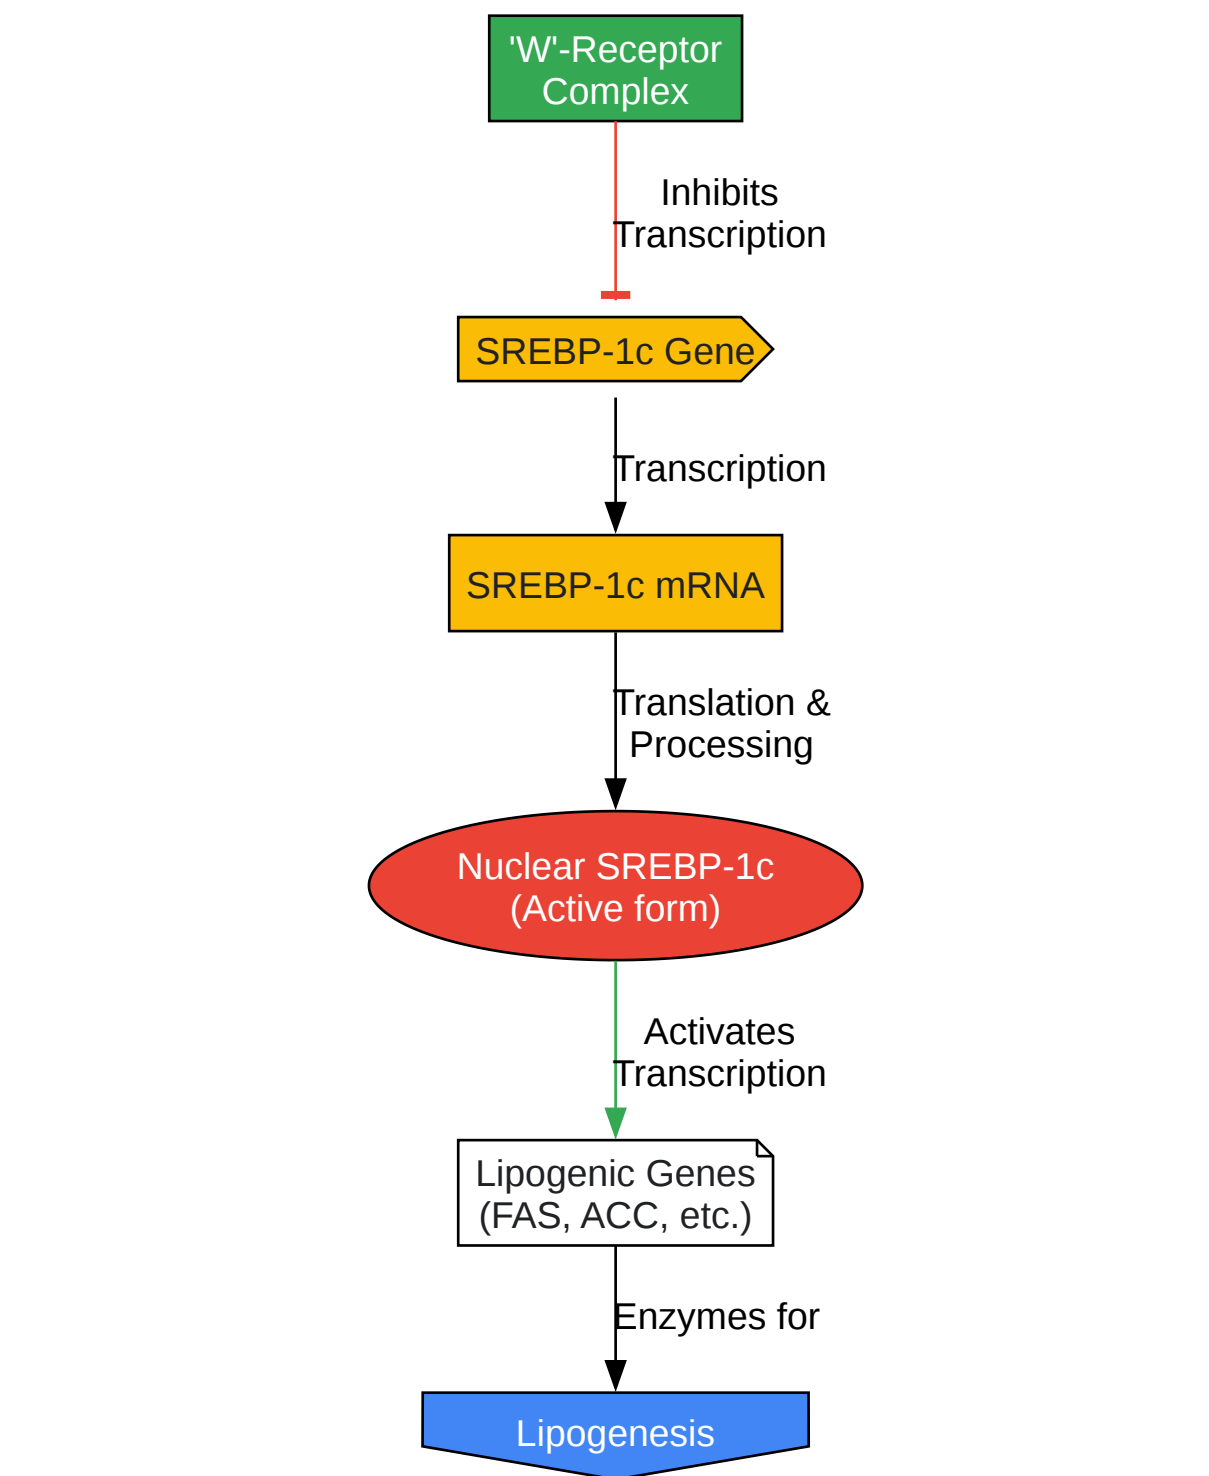 'W'-Receptor
Complex
Inhibits
Transcription
SREBP-1c Gene
Transcription
SREBP-1c mRNA
Translation &
Processing
Nuclear SREBP-1c
(Active form)
Activates
Transcription
Lipogenic Genes
(FAS, ACC, etc.)
Enzymes for
Lipogenesis